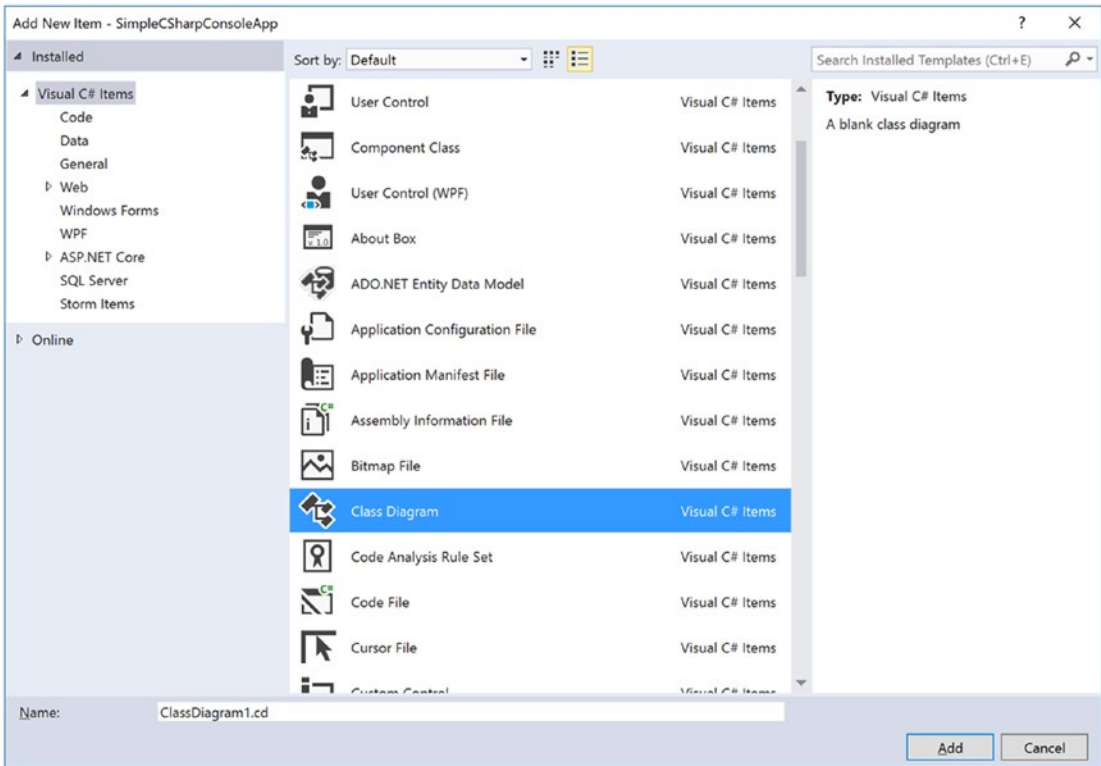 Add New Item - SimpleCSharpConsoleApp
? ×
Installed
Sort by: Default
Search Installed Templates (Ctrl+E)
Visual C# Items
Code
Data
General
Web
Windows Forms
WPF
ASP.NET Core
SQL Server
Storm Items
Online
User Control Visual C# Items
Component Class Visual C# Items
User Control (WPF) Visual C# Items
About Box Visual C# Items
ADO.NET Entity Data Model Visual C# Items
Application Configuration File Visual C# Items
Application Manifest File Visual C# Items
Assembly Information File Visual C# Items
Bitmap File Visual C# Items
Class Diagram Visual C# Items
Code Analysis Rule Set Visual C# Items
Code File Visual C# Items
Cursor File Visual C# Items
Custom Control Visual C# Items
Type: Visual C# Items
A blank class diagram
Name: ClassDiagram1.cd
Add Cancel